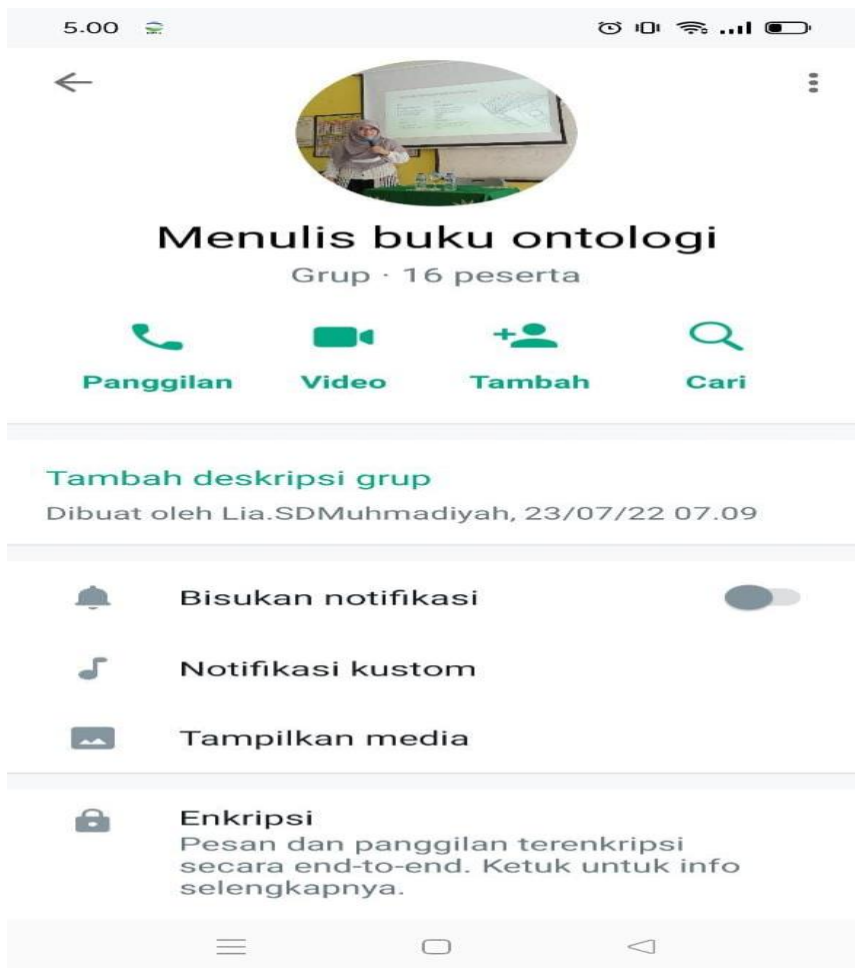 5.00
Menulis buku ontologi
Grup · 16 peserta
Panggilan Video Tambah Cari
Tambah deskripsi grup
Dibuat oleh Lia.SDMuhmadiyah, 23/07/22 07.09
Bisukan notifikasi
Notifikasi kustom
Tampilkan media
Enkripsi
Pesan dan panggilan terenkripsi
secara end-to-end. Ketuk untuk info
selengkapnya.